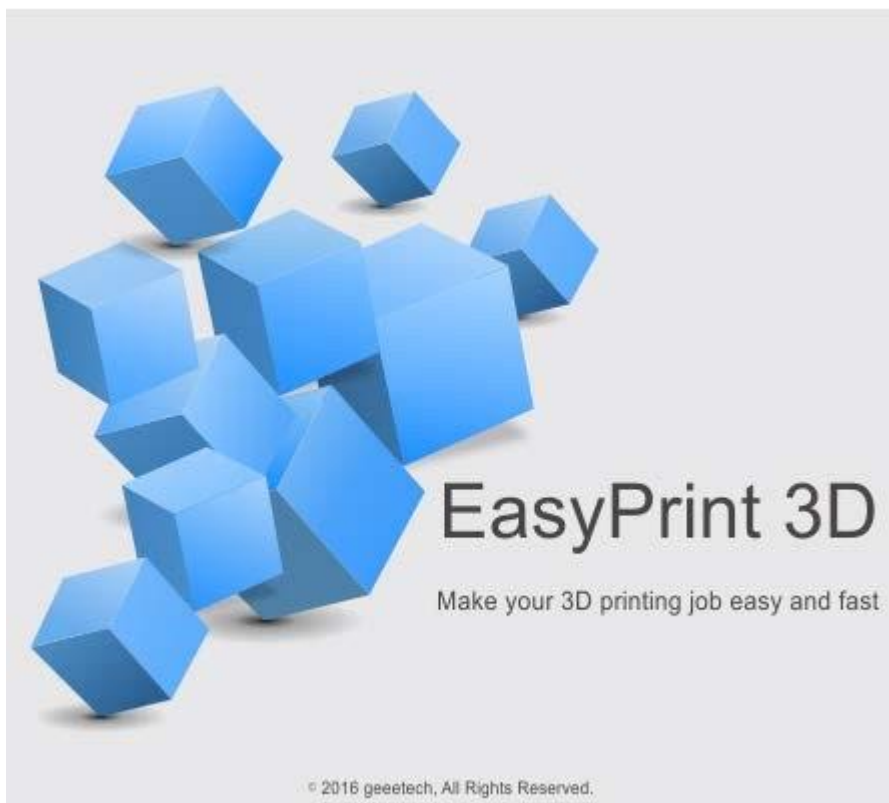 EasyPrint 3D
Make your 3D printing job easy and fast
© 2016 geeetech, All Rights Reserved.